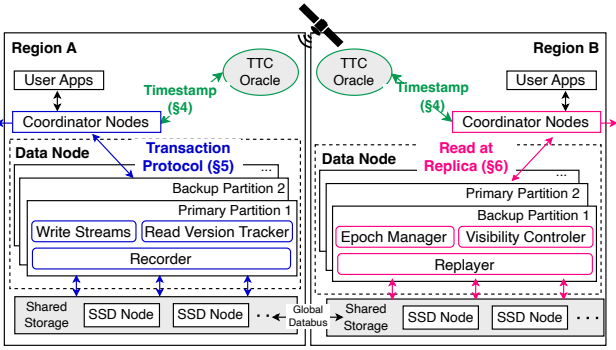 Region A
User Apps
TTC
Oracle
Timestamp
(§4)
Coordinator Nodes
Data Node
Transaction
Protocol (§5)
...
Backup Partition 2
Primary Partition 1
Write Streams
Read Version Tracker
Recorder
Shared
Storage
SSD Node
SSD Node
Global
Databus
Region B
TTC
Oracle
User Apps
Timestamp
(§4)
Coordinator Nodes
Data Node
Read at
Replica (§6)
...
Primary Partition 2
Backup Partition 1
Epoch Manager
Visibility Controler
Replayer
Shared
Storage
SSD Node
SSD Node
. . .